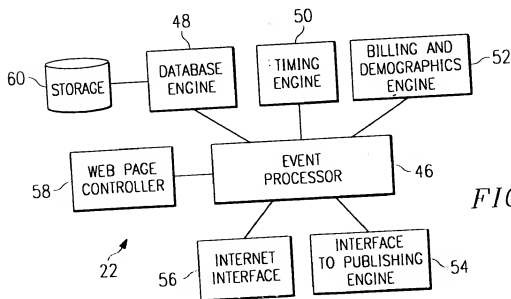 48
50
52
60
STORAGE
DATABASE
ENGINE
TIMING
ENGINE
BILLING AND
DEMOGRAPHICS
ENGINE
58
WEB PAGE
CONTROLLER
EVENT
PROCESSOR
46
FIG
22
56
INTERNET
INTERFACE
INTERFACE
TO PUBLISHING
ENGINE
54